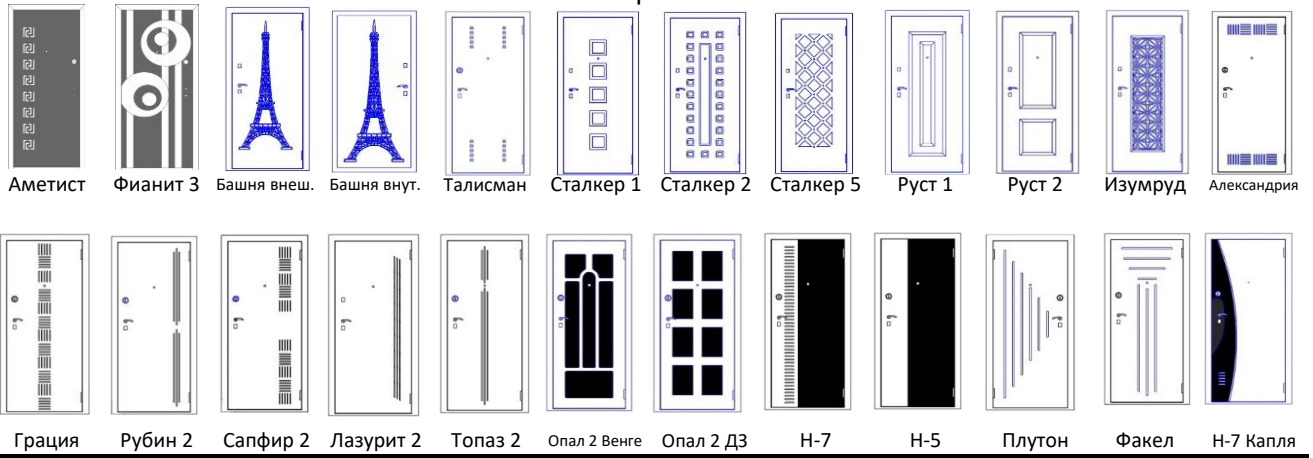 Аметист Фианит 3 Башня внеш. Башня внут. Талисман Сталкер 1 Сталкер 2 Сталкер 5 Руст 1 Руст 2 Изумруд Александрия
Грация Рубин 2 Сапфир 2 Лазурит 2 Топаз 2 Опал 2 Венге Опал 2 ДЗ Н-7 Н-5 Плутон Факел Н-7 Капля